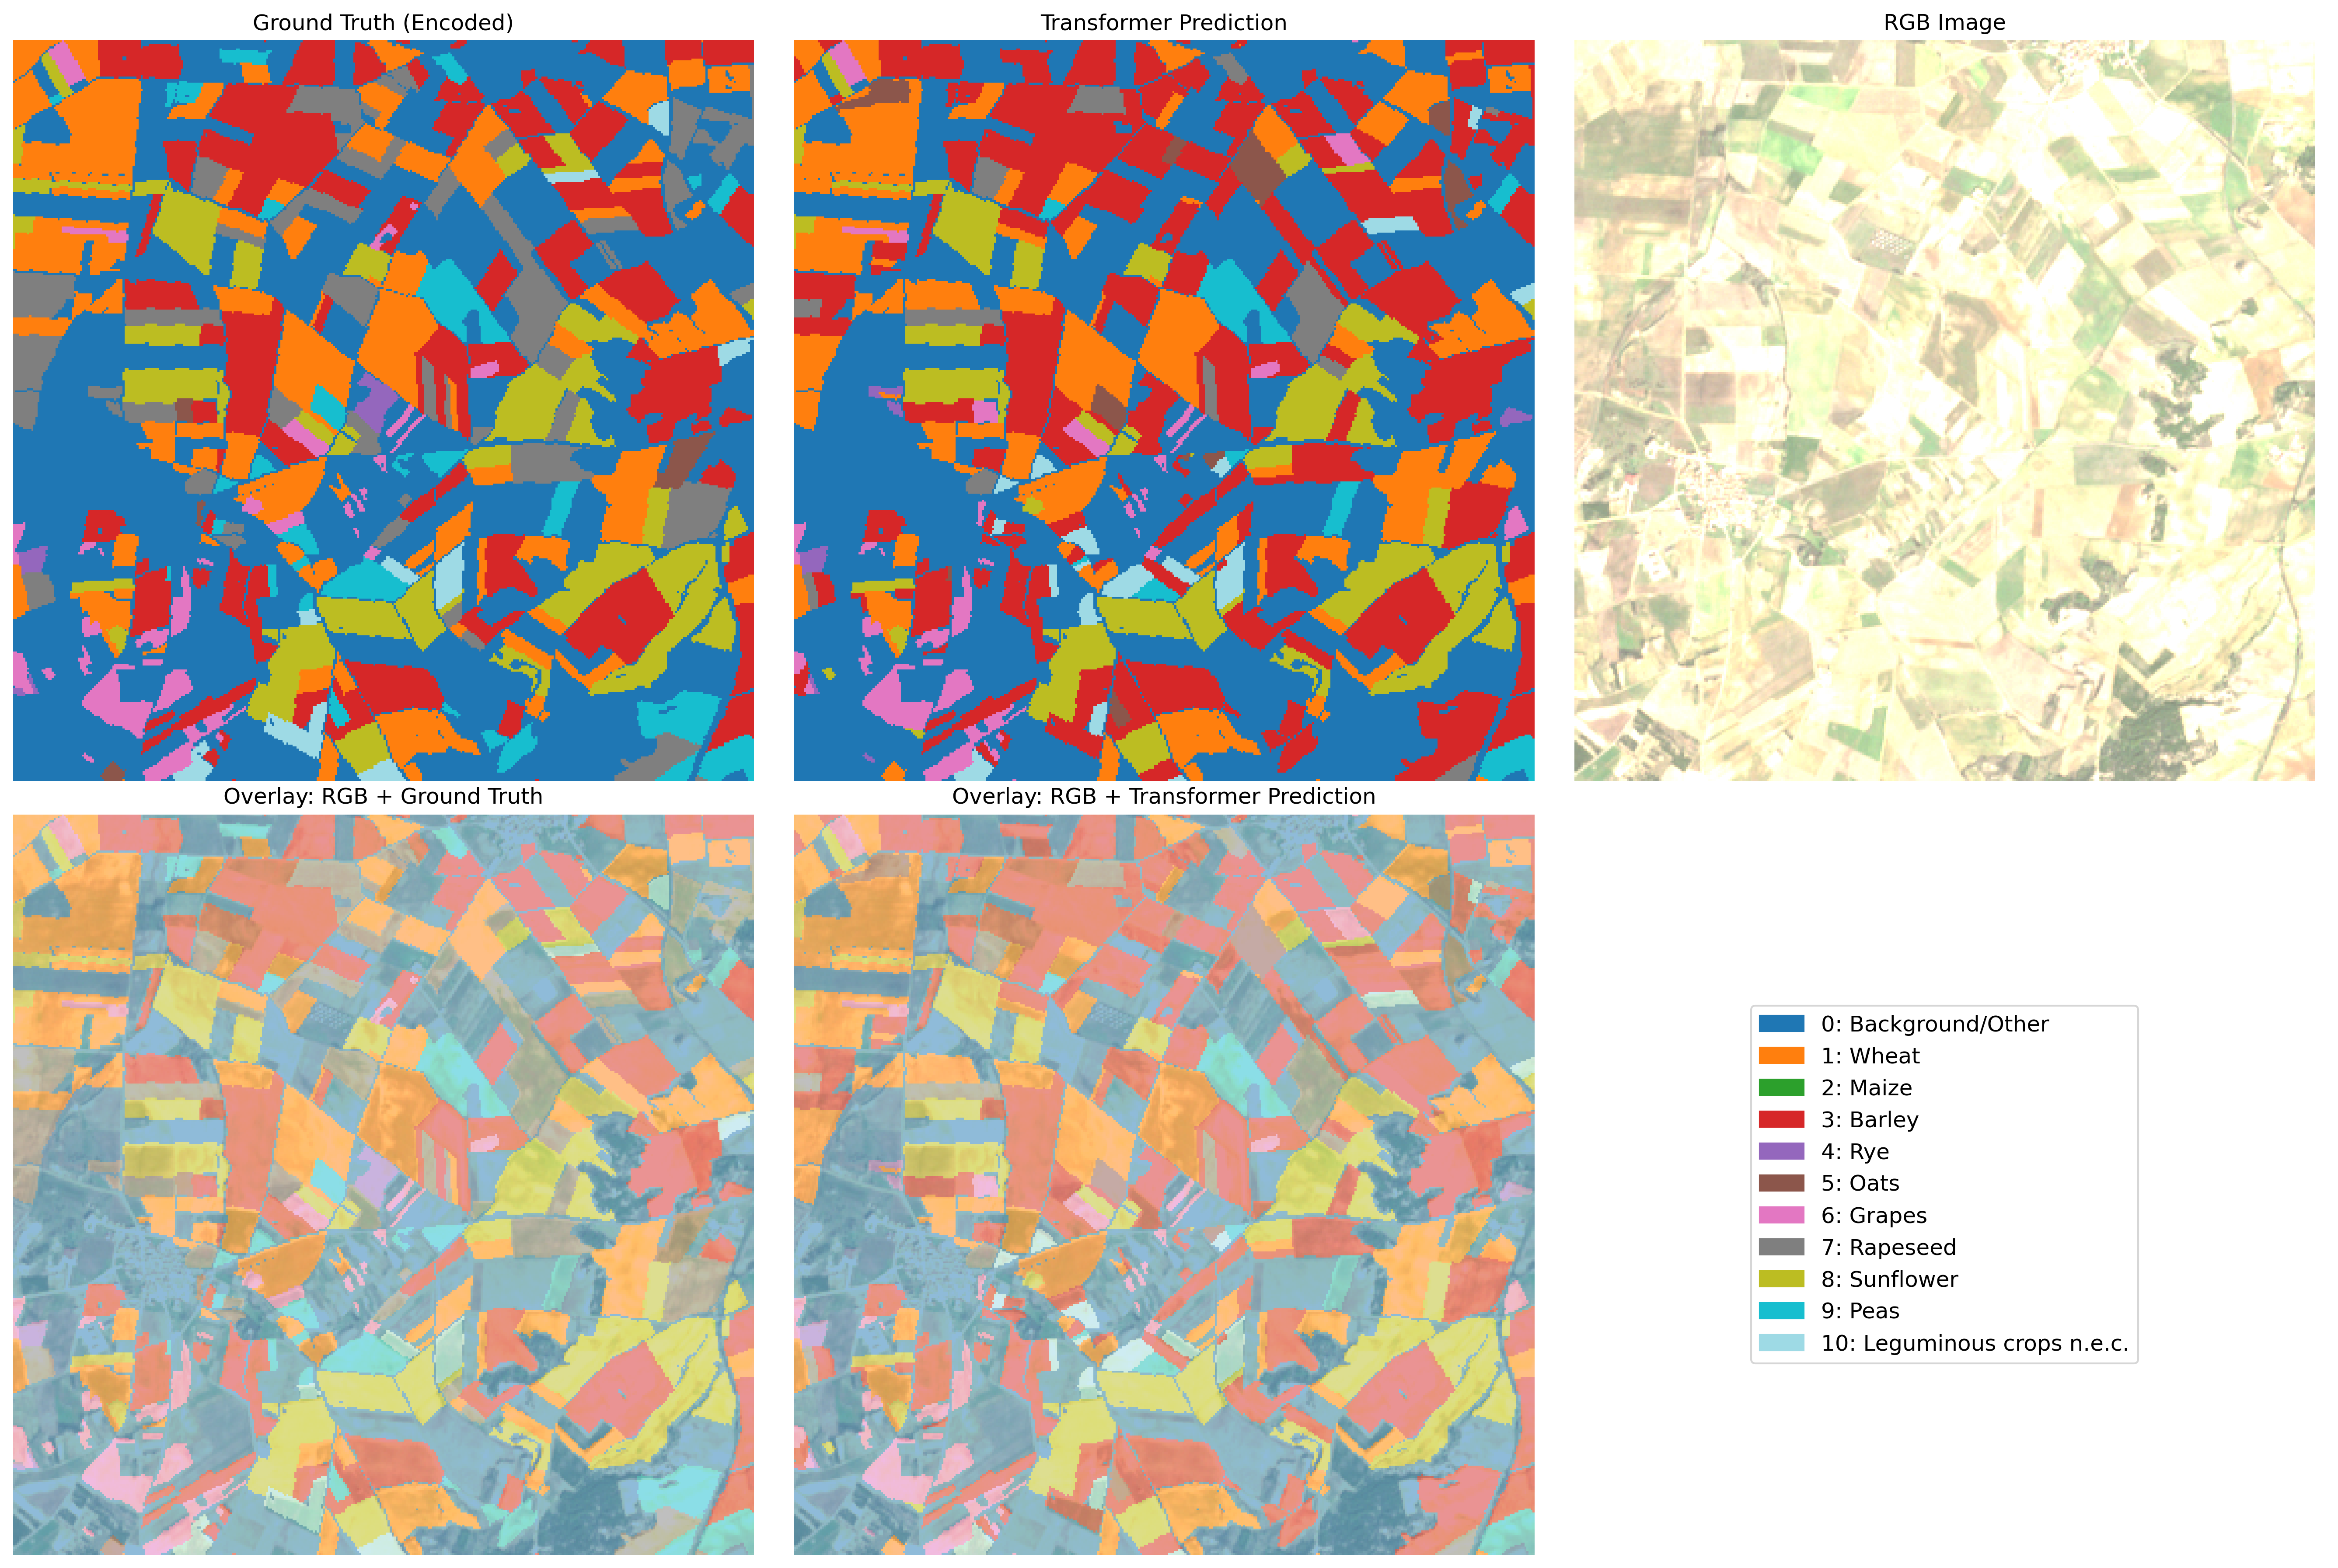 Ground Truth (Encoded)
Transformer Prediction
RGB Image
Overlay: RGB + Ground Truth
Overlay: RGB + Transformer Prediction
0: Background/Other
1: Wheat
2: Maize
3: Barley
4: Rye
5: Oats
6: Grapes
7: Rapeseed
8: Sunflower
9: Peas
10: Leguminous crops n.e.c.